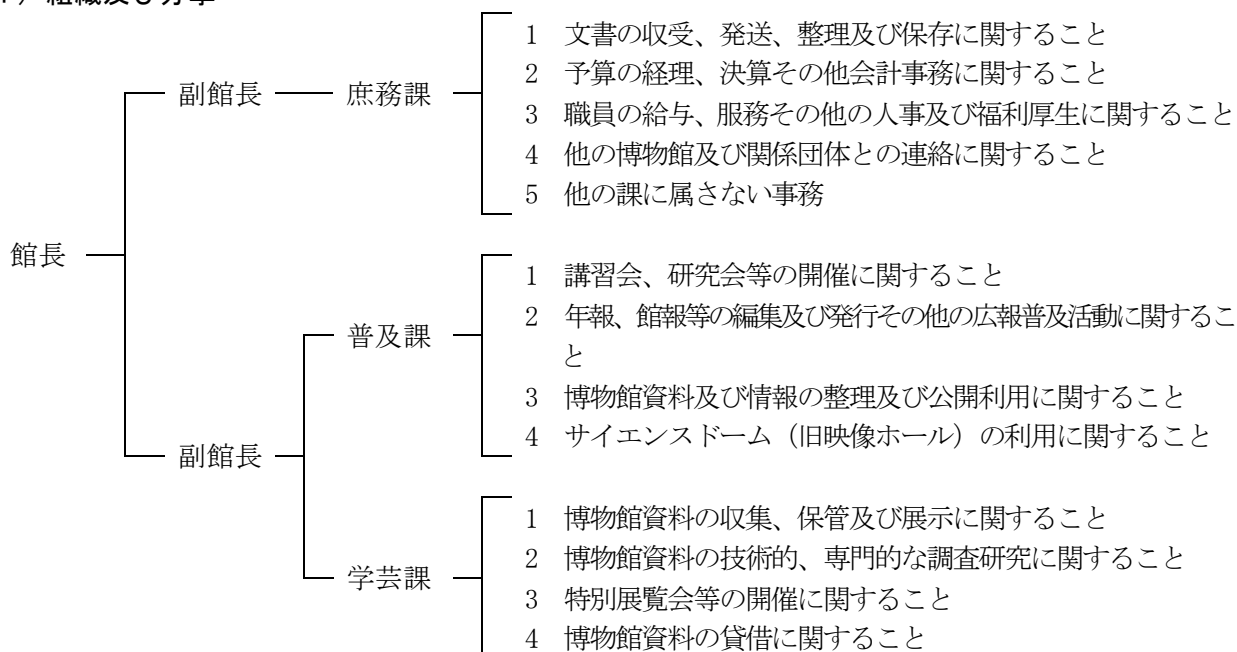 館長
副館長
庶務課
1 文書の収受、発送、整理及び保存に関すること
2 予算の経理、決算その他会計事務に関すること
3 職員の給与、服務その他の人事及び福利厚生に関すること
4 他の博物館及び関係団体との連絡に関すること
5 他の課に属さない事務
副館長
普及課
1 講習会、研究会等の開催に関すること
2 年報、館報等の編集及び発行その他の広報普及活動に関するこ
と
3 博物館資料及び情報の整理及び公開利用に関すること
4 サイエンスドーム（旧映像ホール）の利用に関すること
学芸課
1 博物館資料の収集、保管及び展示に関すること
2 博物館資料の技術的、専門的な調査研究に関すること
3 特別展覧会等の開催に関すること
4 博物館資料の貸借に関すること